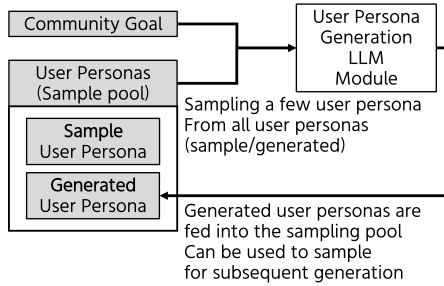 Community Goal
User Personas
(Sample pool)
Sample
User Persona
Generated
User Persona
User Persona
Generation
LLM
Module
Sampling a few user persona
From all user personas
(sample/generated)
Generated user personas are
fed into the sampling pool
Can be used to sample
for subsequent generation